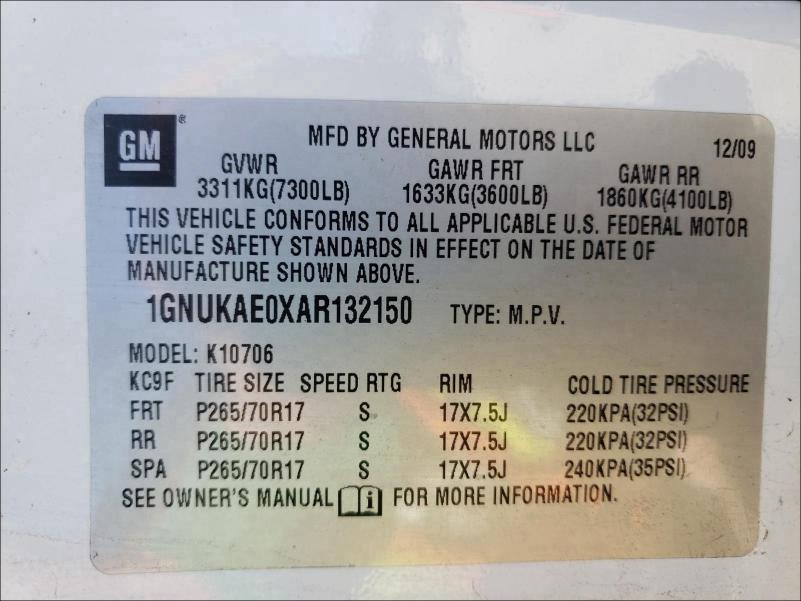 GM®
MFD BY GENERAL MOTORS LLC 12/09
GVWR GAWR FRT GAWR RR
3311KG(7300LB) 1633KG(3600LB) 1860KG(4100LB)
THIS VEHICLE CONFORMS TO ALL APPLICABLE U.S. FEDERAL MOTOR
VEHICLE SAFETY STANDARDS IN EFFECT ON THE DATE OF
MANUFACTURE SHOWN ABOVE.
1GNUKAE0XAR132150 TYPE: M.P.V.
MODEL: K10706
KC9F TIRE SIZE SPEED RTG RIM COLD TIRE PRESSURE
FRT P265/70R17 S 17X7.5J 220KPA(32PSI)
RR P265/70R17 S 17X7.5J 220KPA(32PSI)
SPA P265/70R17 S 17X7.5J 240KPA(35PSI)
SEE OWNER'S MANUAL i FOR MORE INFORMATION.